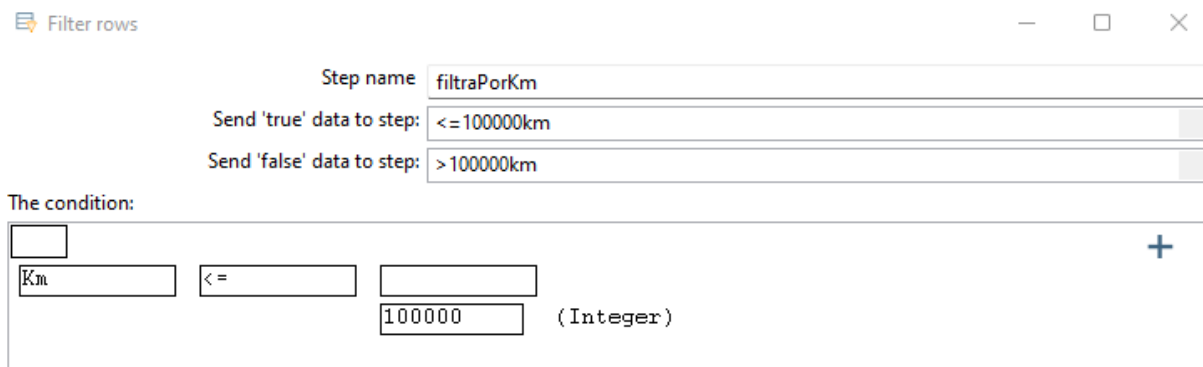 Filter rows
Step name filtraPorKm
Send 'true' data to step: <=100000km
Send 'false' data to step: >100000km
The condition:
Km <=
100000 (Integer)